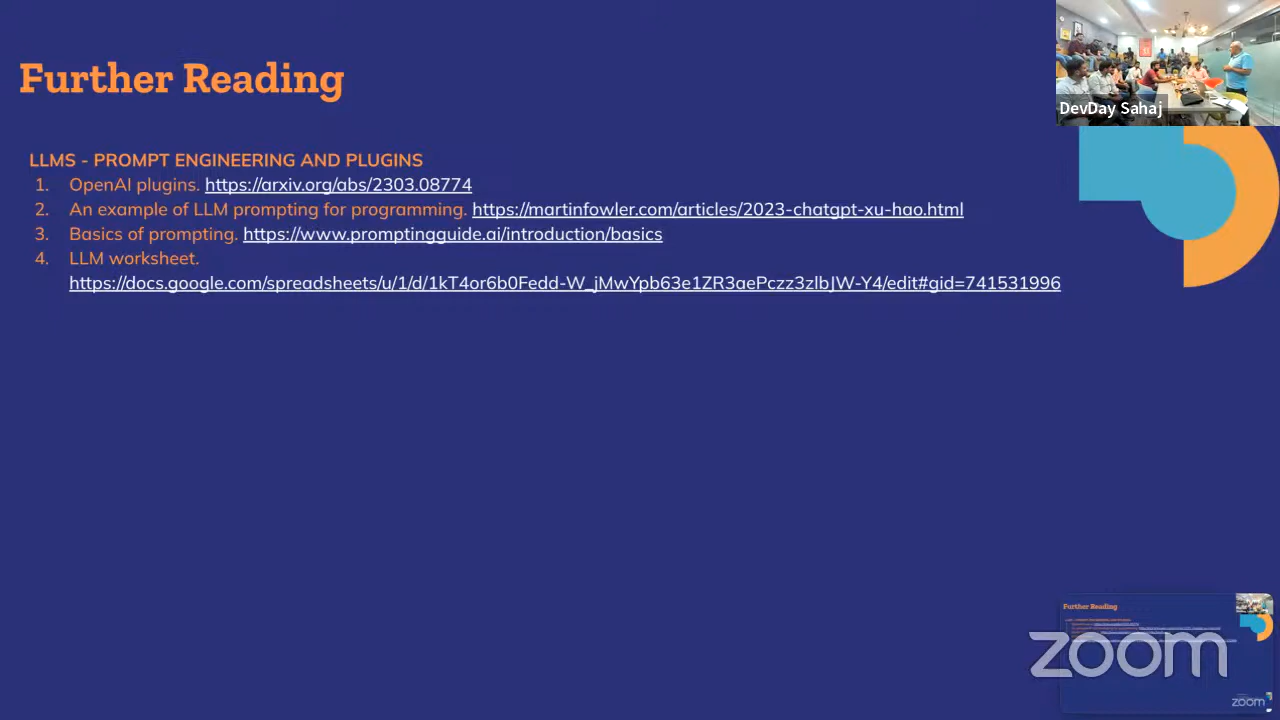 Further Reading
DevDay Sahaj
LLMS - PROMPT ENGINEERING AND PLUGINS
1. OpenAI plugins. https://arxiv.org/abs/2303.08774
2. An example of LLM prompting for programming. https://martinfowler.com/articles/2023-chatgpt-xu-hao.html
3. Basics of prompting. https://www.promptingguide.ai/introduction/basics
4. LLM worksheet.
https://docs.google.com/spreadsheets/u/1/d/1kT4or6b0Fedd-W_jMwYpb63e1ZR3aePczz3zlbJW-Y4/edit#gid=741531996
Further Reading
zoom
zoom